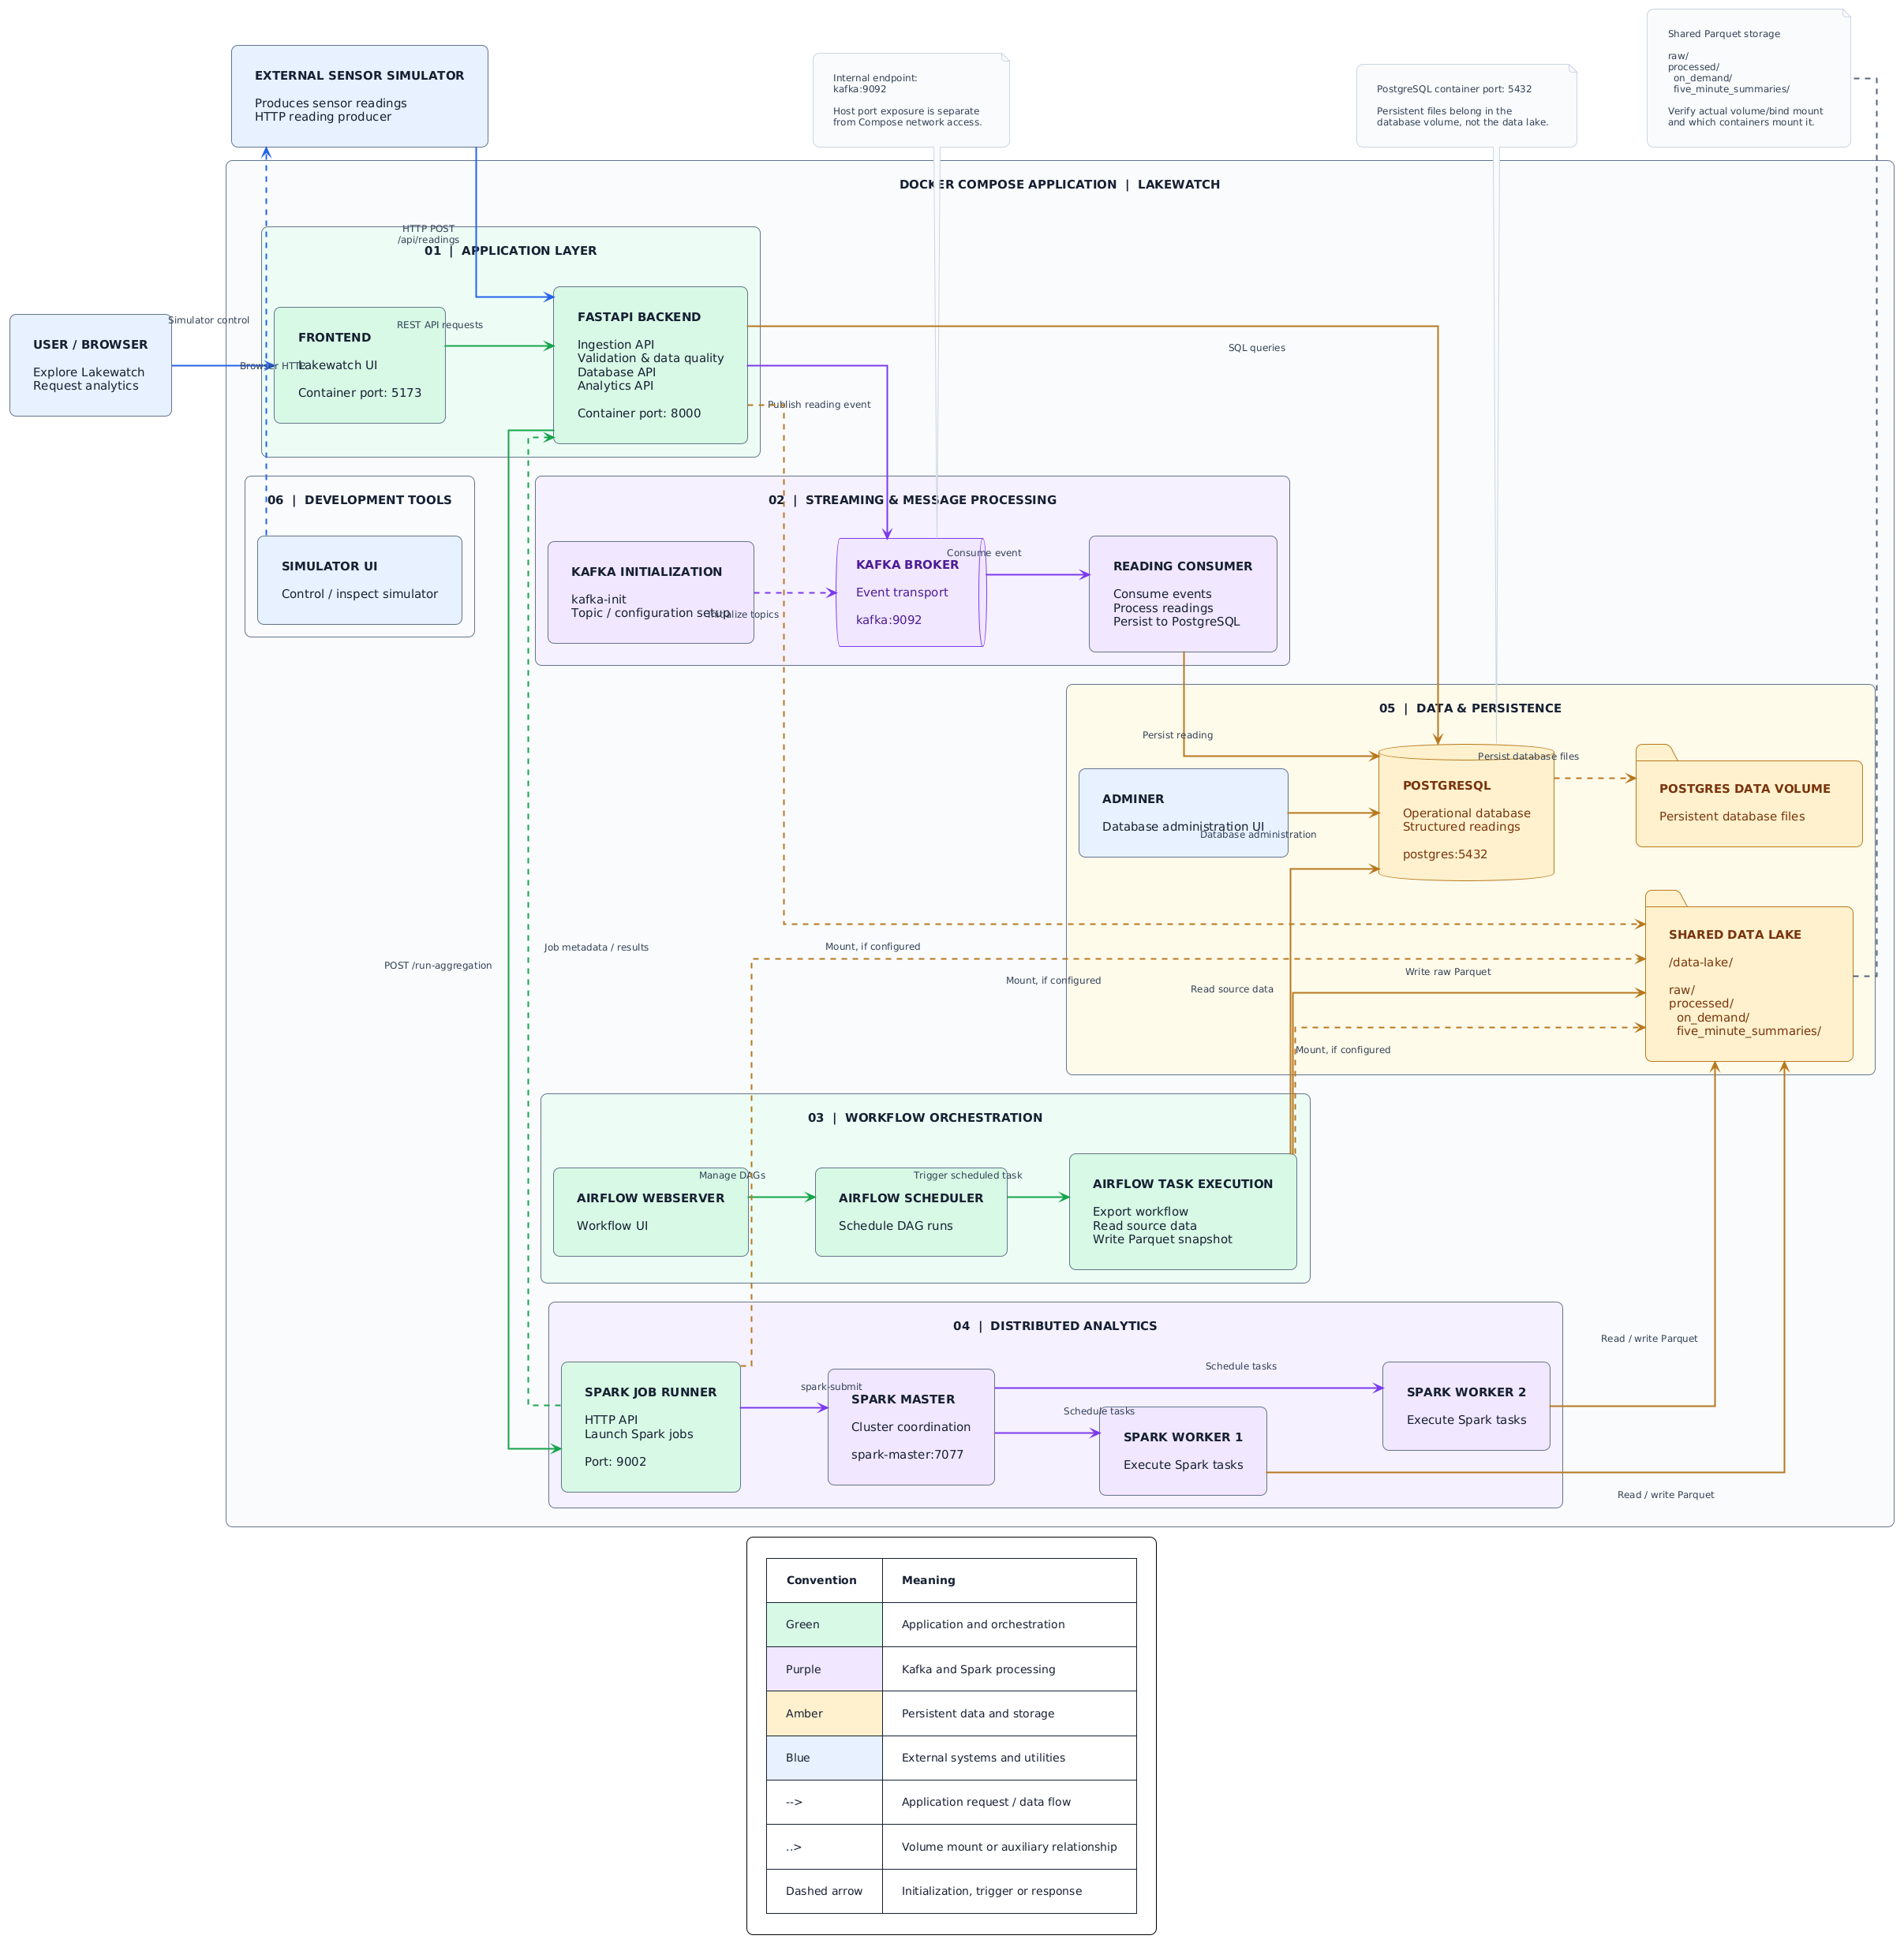 Shared Parquet storage
raw/
processed/
on_demand/
five_minute_summaries/
Verify actual volume/bind mount
and which containers mount it.
Internal endpoint:
kafka:9092
Host port exposure is separate
from Compose network access.
PostgreSQL container port: 5432
Persistent files belong in the
database volume, not the data lake.
EXTERNAL SENSOR SIMULATOR
Produces sensor readings
HTTP reading producer
DOCKER COMPOSE APPLICATION | LAKEWATCH
HTTP POST
/api/readings
01 | APPLICATION LAYER
Simulator control
USER / BROWSER
Explore Lakewatch
Request analytics
Browser HTTP
FRONTEND
Lakewatch UI
Container port: 5173
REST API requests
FASTAPI BACKEND
Ingestion API
Validation & data quality
Database API
Analytics API
Container port: 8000
SQL queries
Publish reading event
06 | DEVELOPMENT TOOLS
SIMULATOR UI
Control / inspect simulator
02 | STREAMING & MESSAGE PROCESSING
KAFKA INITIALIZATION
kafka-init
Topic / configuration setup
Initialize topics
KAFKA BROKER
Event transport
kafka:9092
Consume event
READING CONSUMER
Consume events
Process readings
Persist to PostgreSQL
05 | DATA & PERSISTENCE
Persist reading
ADMINER
Database administration UI
Database administration
POSTGRESQL
Operational database
Structured readings
postgres:5432
Persist database files
POSTGRES DATA VOLUME
Persistent database files
SHARED DATA LAKE
/data-lake/
raw/
processed/
on_demand/
five_minute_summaries/
POST /run-aggregation
Job metadata / results
Mount, if configured
Mount, if configured
Read source data
Write raw Parquet
Mount, if configured
03 | WORKFLOW ORCHESTRATION
AIRFLOW WEBSERVER
Workflow UI
Manage DAGs
AIRFLOW SCHEDULER
Schedule DAG runs
Trigger scheduled task
AIRFLOW TASK EXECUTION
Export workflow
Read source data
Write Parquet snapshot
04 | DISTRIBUTED ANALYTICS
SPARK JOB RUNNER
HTTP API
Launch Spark jobs
Port: 9002
spark-submit
SPARK MASTER
Cluster coordination
spark-master:7077
Schedule tasks
Schedule tasks
SPARK WORKER 1
Execute Spark tasks
SPARK WORKER 2
Execute Spark tasks
Read / write Parquet
Read / write Parquet
Convention Meaning
Green Application and orchestration
Purple Kafka and Spark processing
Amber Persistent data and storage
Blue External systems and utilities
--> Application request / data flow
..> Volume mount or auxiliary relationship
Dashed arrow Initialization, trigger or response